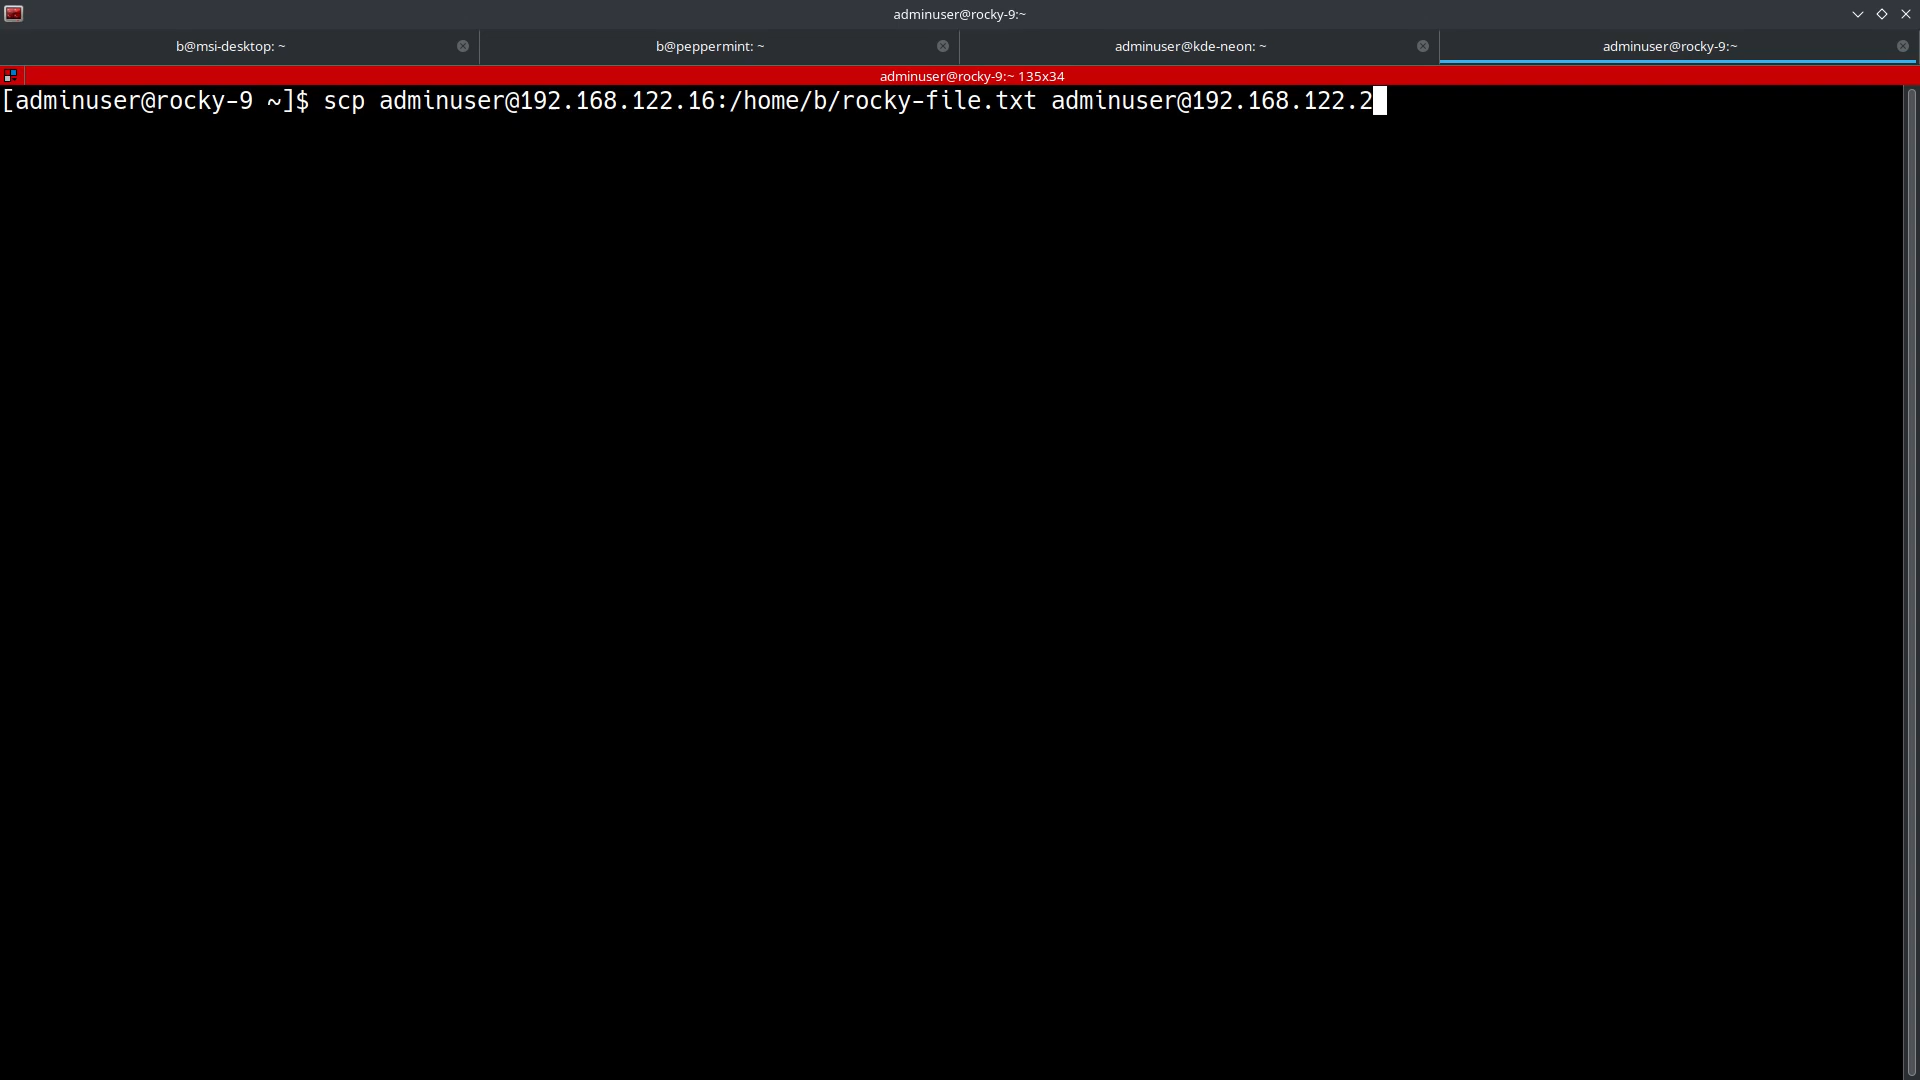 adminuser@rocky-9:~
b@msi-desktop: ~
b@peppermint: ~
adminuser@kde-neon: ~
adminuser@rocky-9:~
adminuser@rocky-9:~ 135x34
[adminuser@rocky-9 ~]$ scp adminuser@192.168.122.16:/home/b/rocky-file.txt adminuser@192.168.122.2